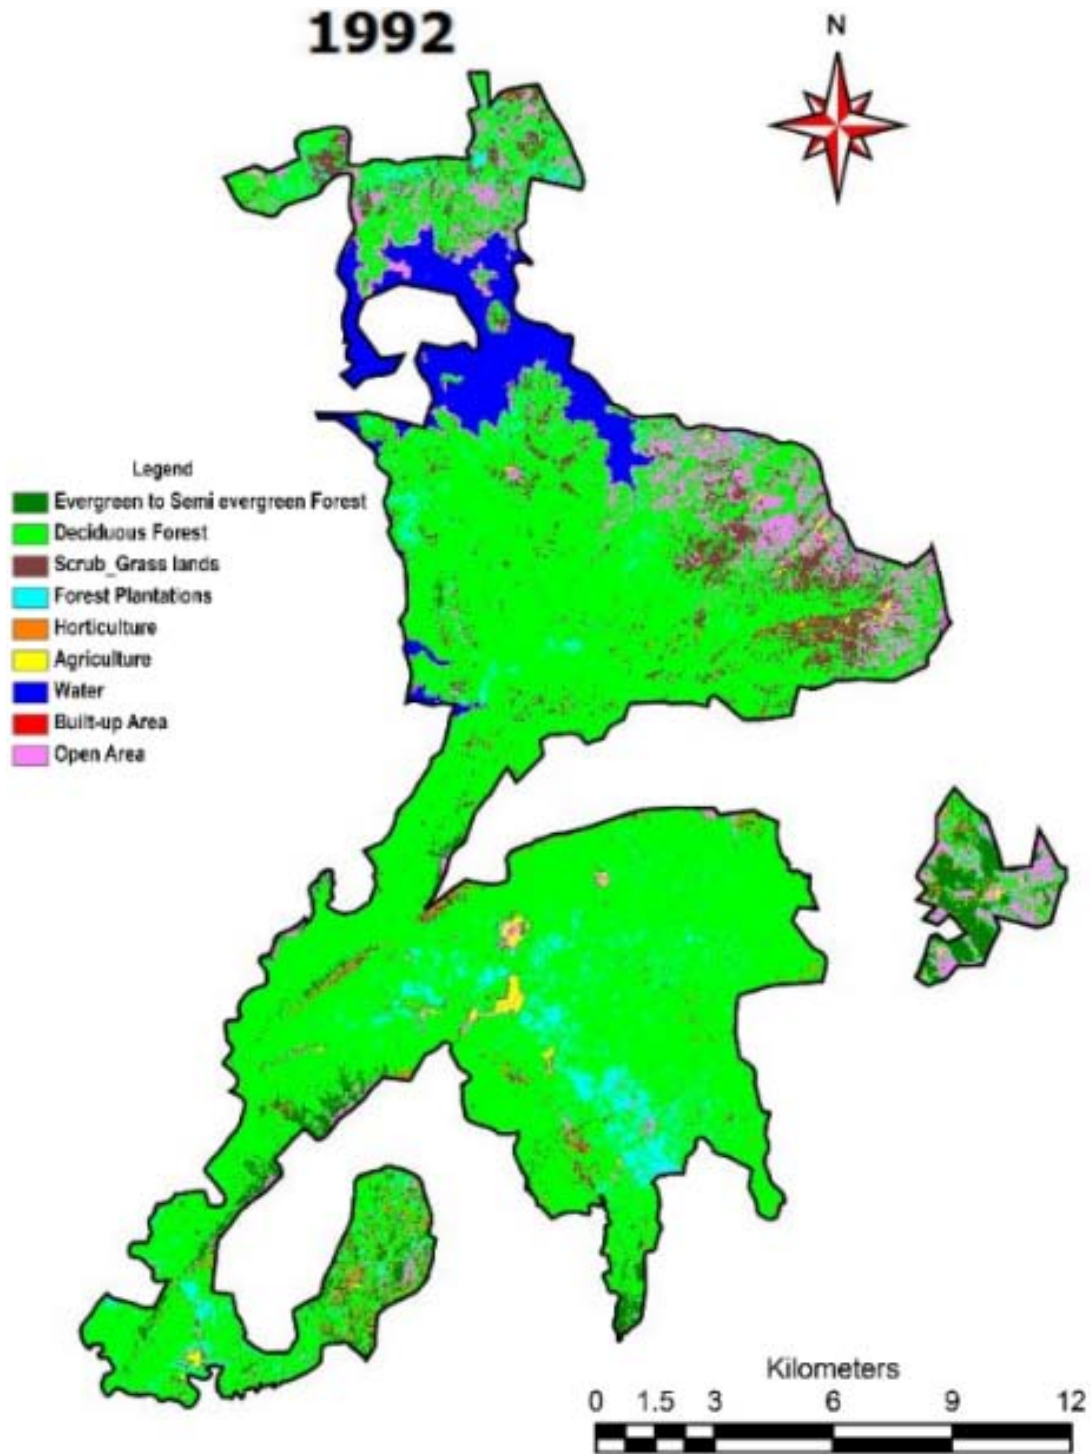 1992
N
Legend
Evergreen to Semi evergreen Forest
Deciduous Forest
Scrub_Grass lands
Forest Plantations
Horticulture
Agriculture
Water
Built-up Area
Open Area
Kilometers
0 1.5 3 6 9 12